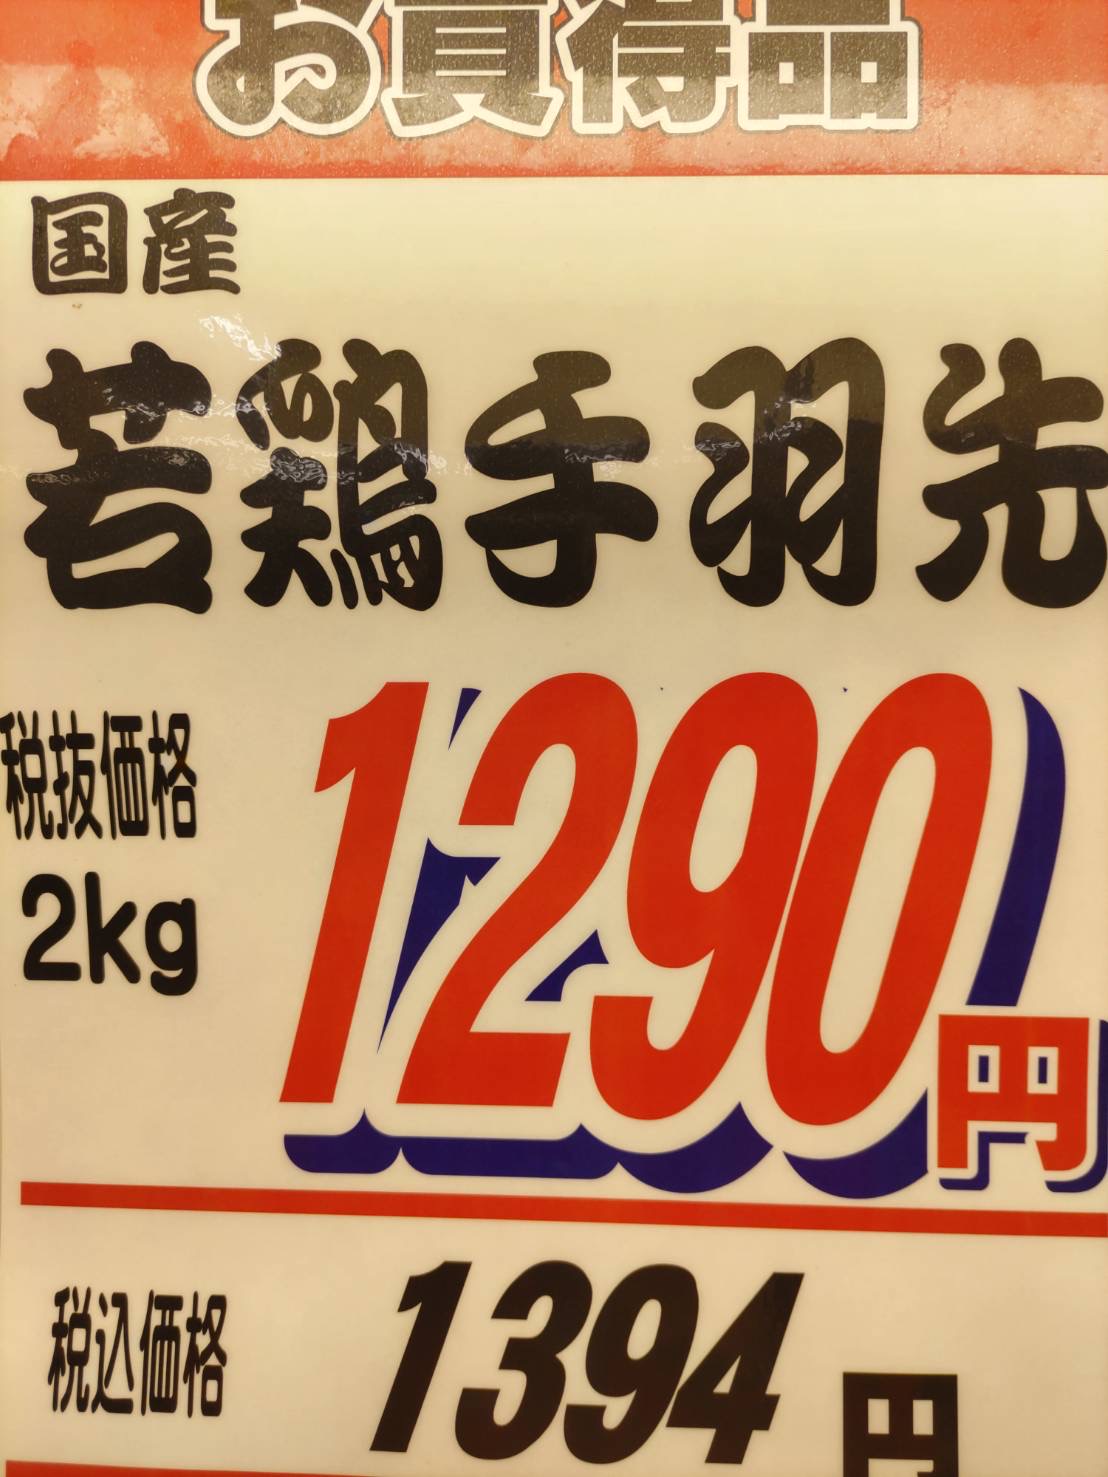 お買得品
国産
若鶏手羽先
税抜価格
2kg
1290円
税込価格
1394円